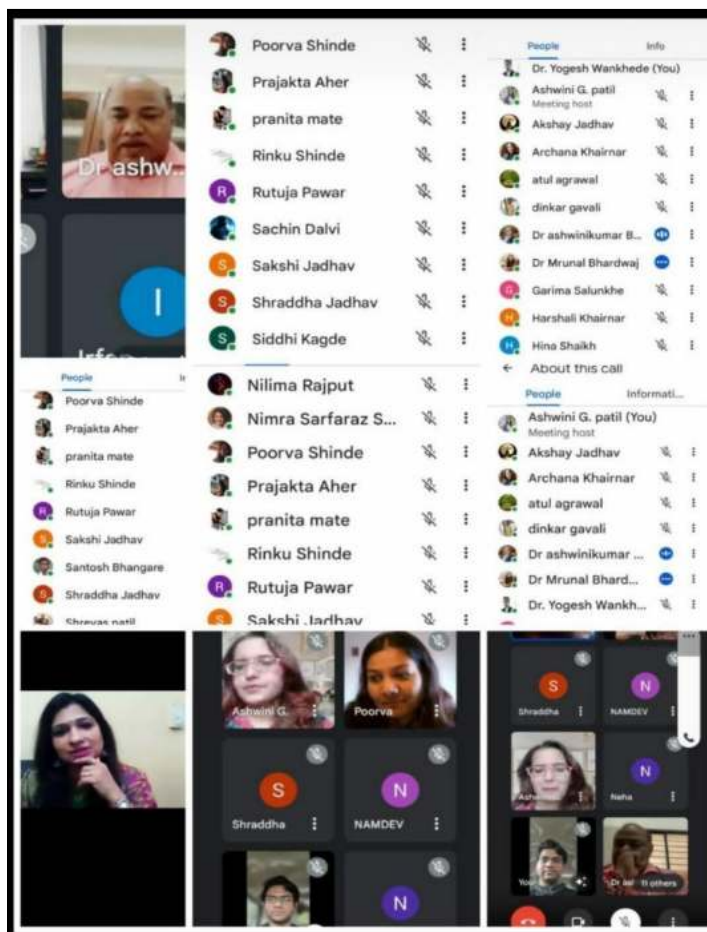 Dr ashw...
I
Poorva Shinde
Prajakta Aher
pranita mate
Rinku Shinde
R Rutuja Pawar
Sachin Dalvi
S Sakshi Jadhav
S Shraddha Jadhav
S Siddhi Kagde
People Info
Dr. Yogesh Wankhede (You)
Ashwini G. patil
Meeting host
Akshay Jadhav
Archana Khairnar
atul agrawal
dinkar gavali
Dr ashwinikumar B...
Dr Mrunal Bhardwaj
G Garima Salunkhe
H Harshali Khairnar
H Hina Shaikh
About this call
People
Poorva Shinde
Prajakta Aher
pranita mate
Rinku Shinde
R Rutuja Pawar
S Sakshi Jadhav
Santosh Bhangare
S Shraddha Jadhav
Shreyas patil
Nilima Rajput
Nimra Sarfaraz S...
Poorva Shinde
Prajakta Aher
pranita mate
Rinku Shinde
R Rutuja Pawar
S Sakshi Jadhav
People Informati...
Ashwini G. patil (You)
Meeting host
Akshay Jadhav
Archana Khairnar
atul agrawal
dinkar gavali
Dr ashwinikumar ...
Dr Mrunal Bhard...
Dr. Yogesh Wankh...
Ashwini G. Poorva
S N
Shraddha NAMDEV
N
S N
Shraddha NAMDEV
N
Neha
You
11 others